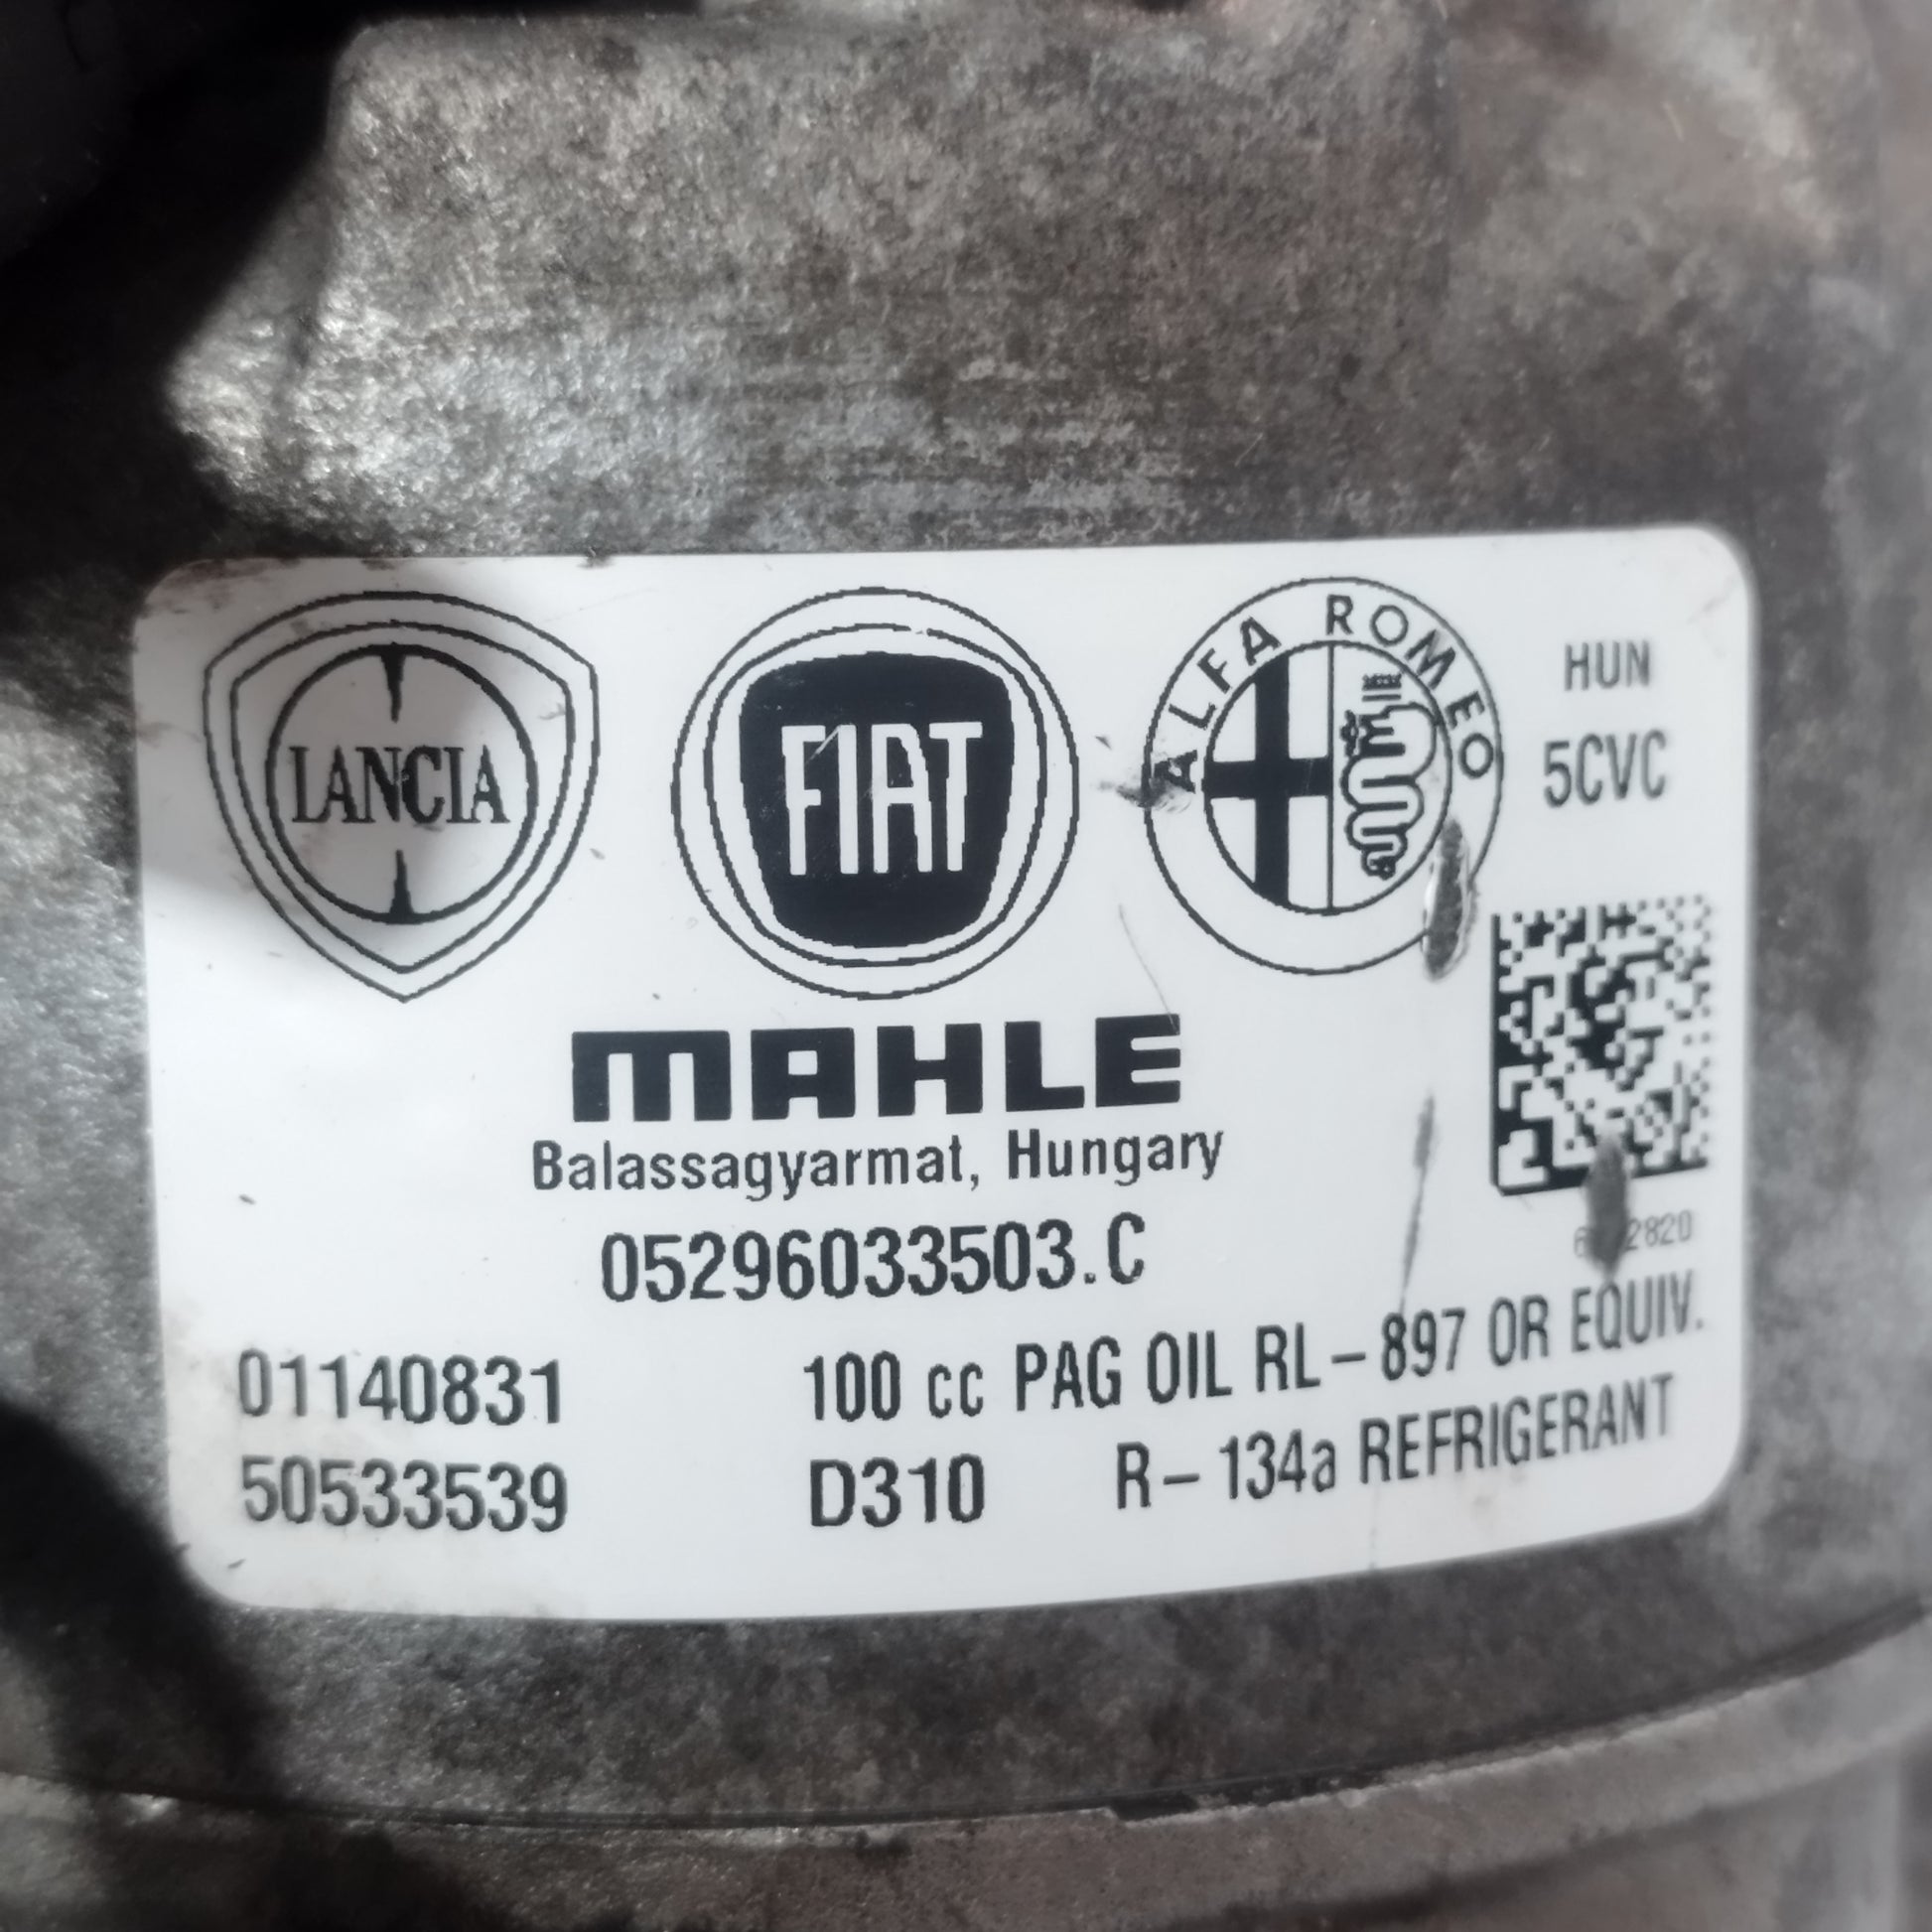 LANCIA
FIAT
ALFA ROMEO
HUN
5CVC
MAHLE
Balassagyarmat, Hungary
05296033503.C
01140831
100 cc PAG OIL RL-897 OR EQUIV.
50533539
D310
R-134a REFRIGERANT